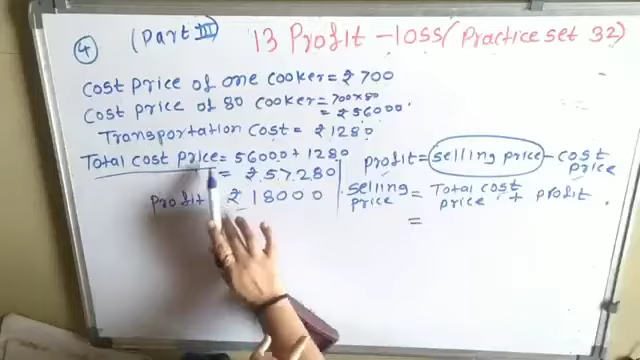 ④ (Part III) 13 Profit - loss (Practice set 32)
Cost price of one cooker = ₹ 700
Cost price of 80 cooker = 700 x 80
= ₹ 56000.
Transportation Cost = ₹ 1280
Total cost price = 56000 + 1280
= ₹ 57,280
Profit ₹ 18000
profit = selling price - cost price
selling price = Total cost price + profit.
=